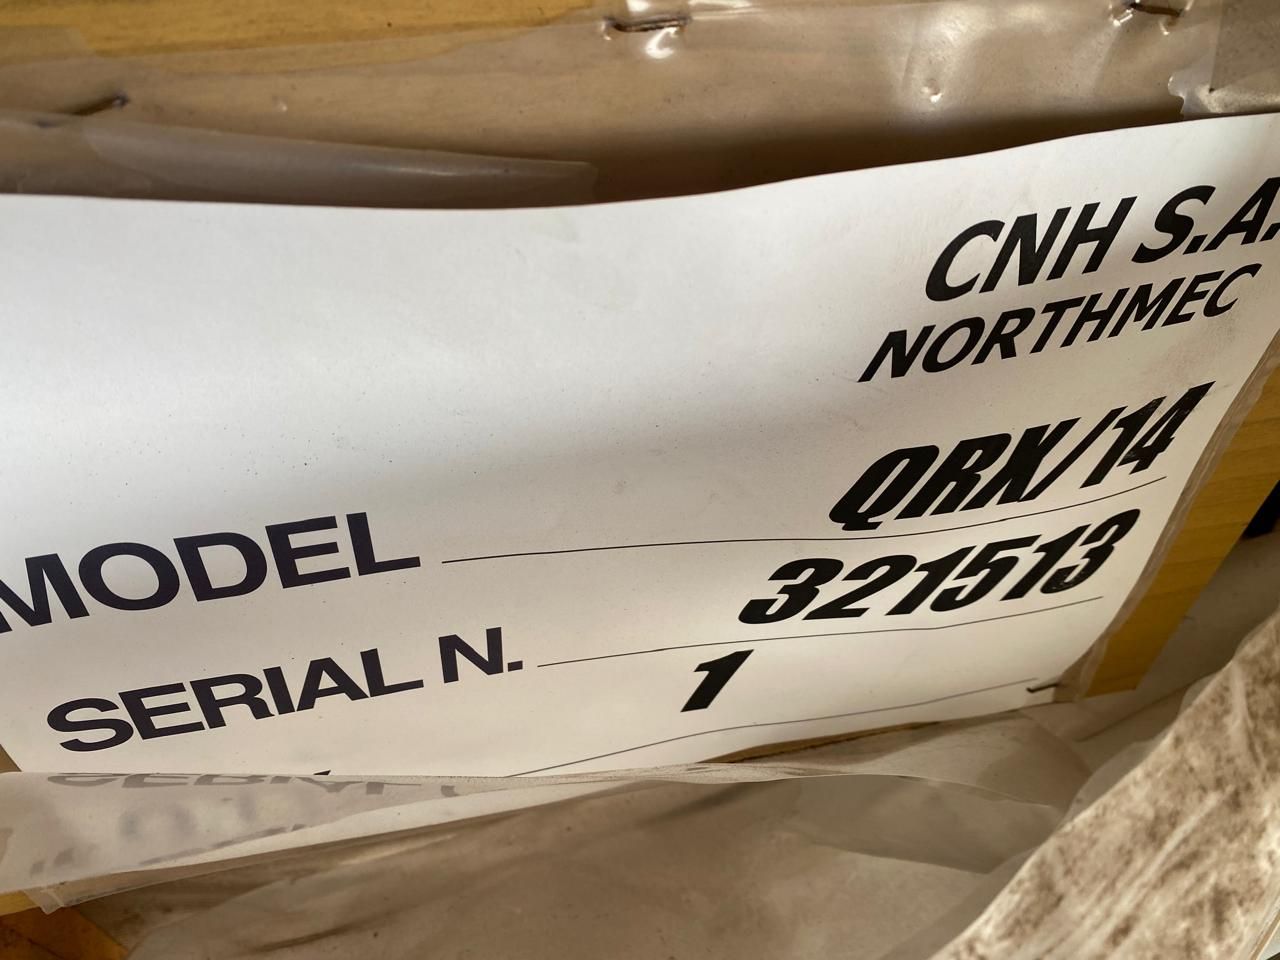 CNH S.A.
NORTHMEC
MODEL QRX/14
SERIAL N. 321513
1